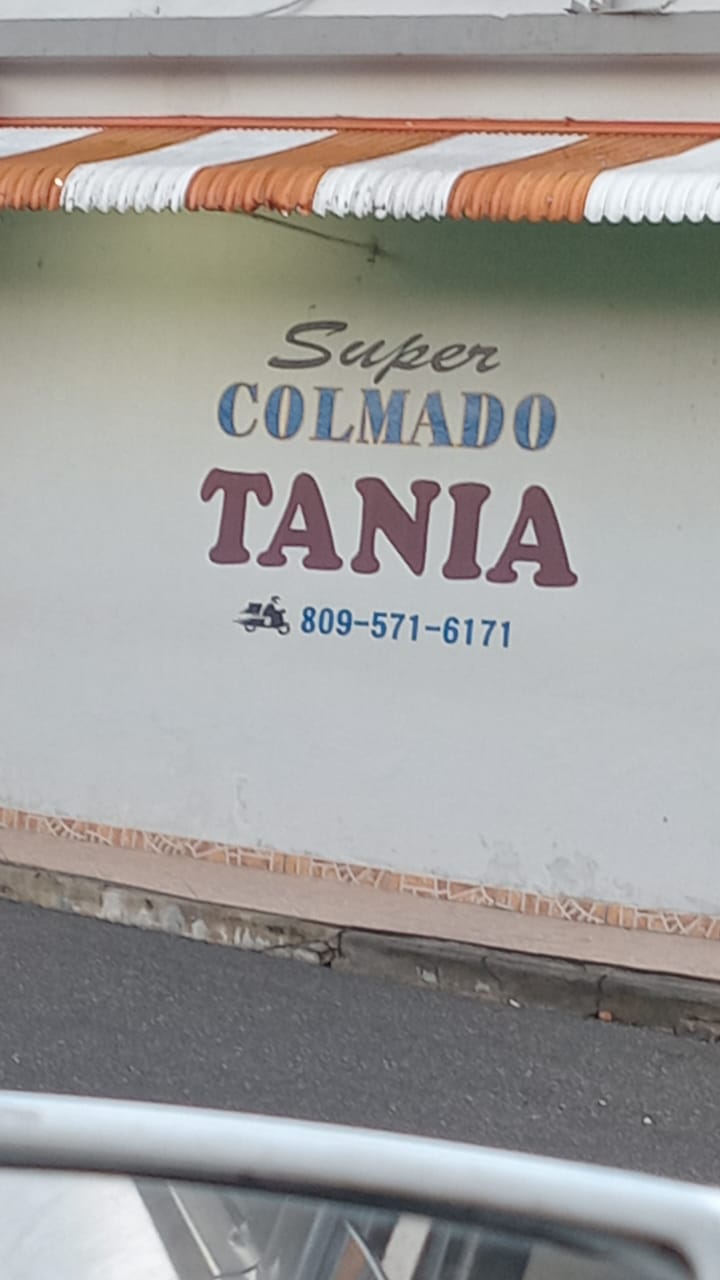 Super
COLMADO
TANIA
809-571-6171